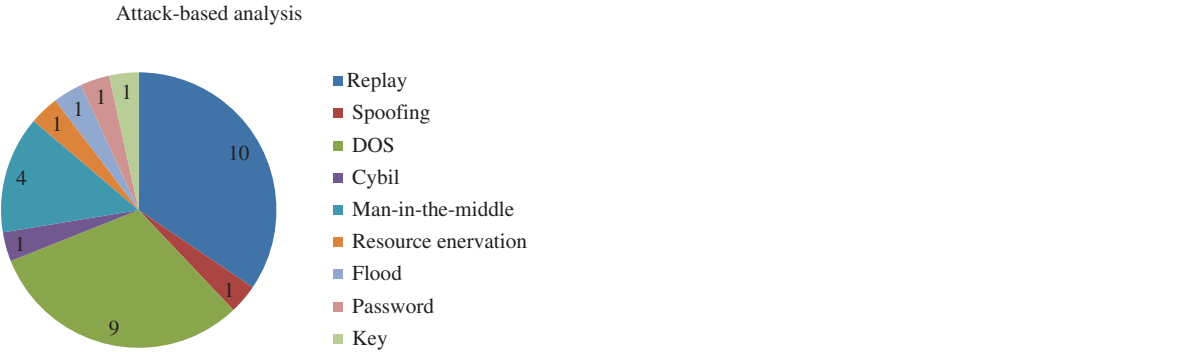 Attack-based analysis
10
1
9
1
4
1
1
1
1
Replay
Spoofing
DOS
Cybil
Man-in-the-middle
Resource enervation
Flood
Password
Key